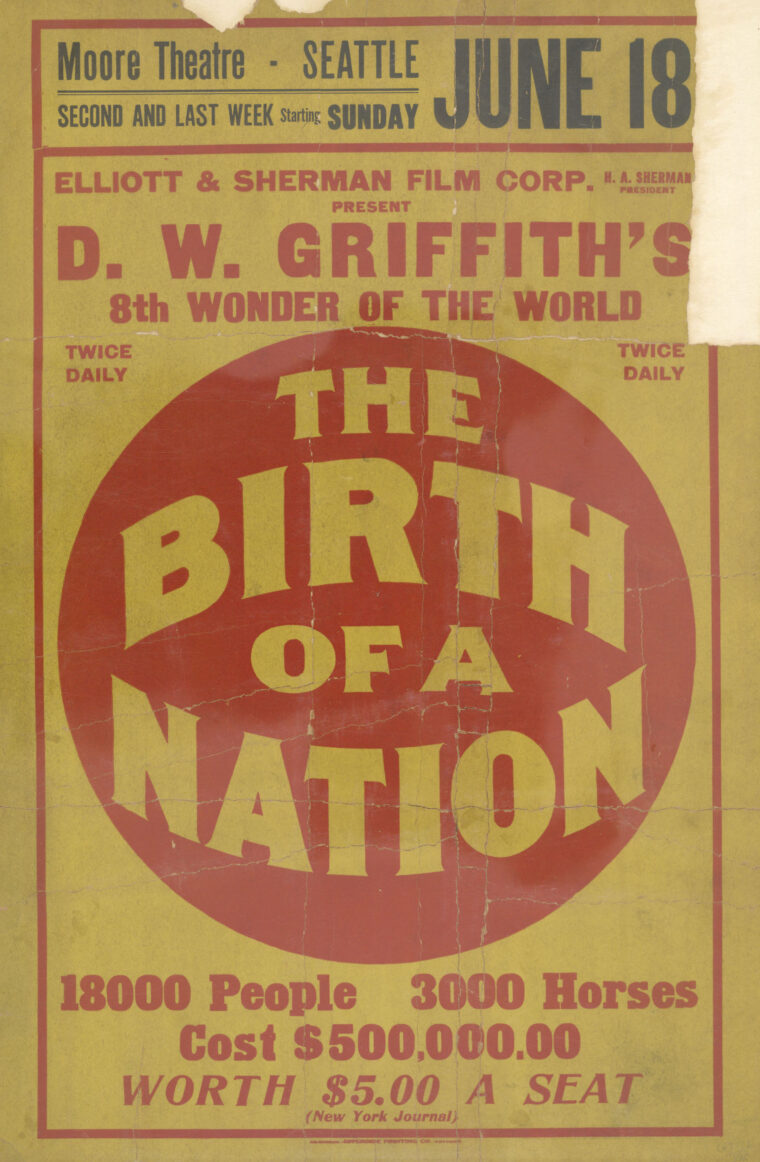 Moore Theatre - SEATTLE
SECOND AND LAST WEEK Starting SUNDAY
JUNE 18
ELLIOTT & SHERMAN FILM CORP. H. A. SHERMAN
PRESIDENT
PRESENT
D. W. GRIFFITH'S
8th WONDER OF THE WORLD
TWICE
DAILY
TWICE
DAILY
THE
BIRTH
OF A
NATION
18000 People 3000 Horses
Cost $500,000.00
WORTH $5.00 A SEAT
(New York Journal)
PRINTING CO.